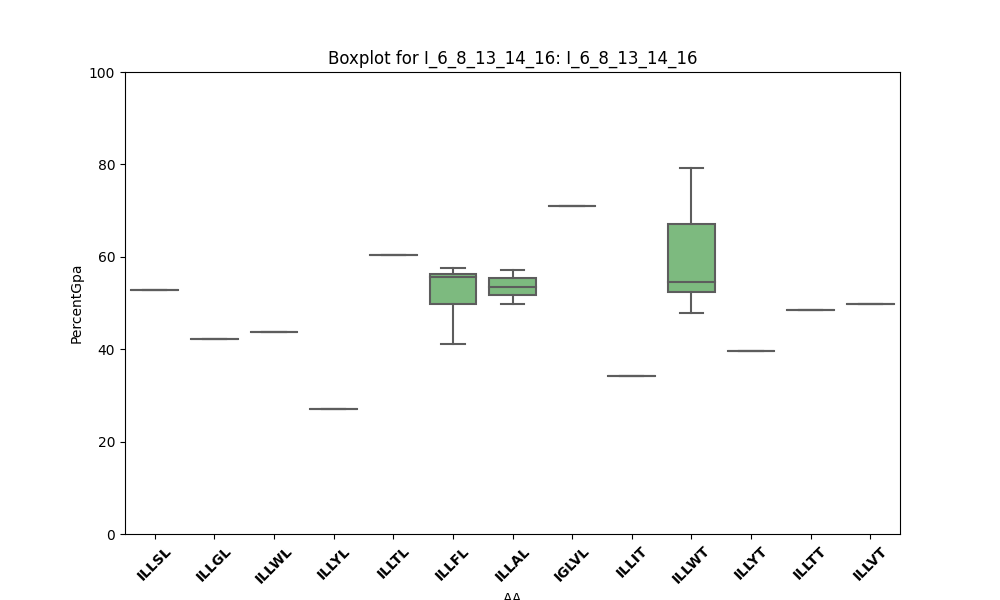 Boxplot for I_6_8_13_14_16: I_6_8_13_14_16
100
80
60
40
20
0
PercentGpa
ILLSL
ILLGL
ILLWL
ILLYL
ILLTL
ILLFL
ILLAL
IGLVL
ILLIT
ILLWT
ILLYT
ILLTT
ILLVT
AA